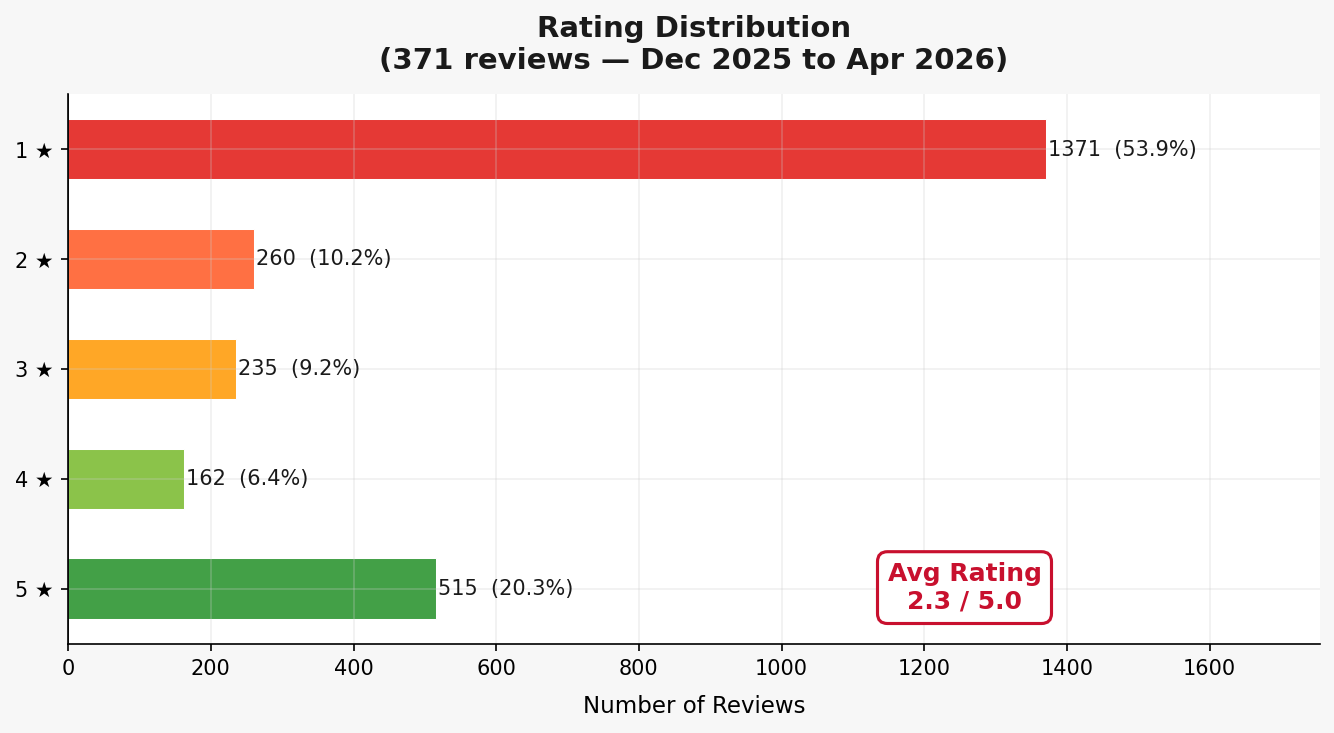 Rating Distribution
(371 reviews — Dec 2025 to Apr 2026)
1 ★
1371  (53.9%)
2 ★
260  (10.2%)
3 ★
235  (9.2%)
4 ★
162  (6.4%)
5 ★
515  (20.3%)
Avg Rating
2.3 / 5.0
0 200 400 600 800 1000 1200 1400 1600
Number of Reviews